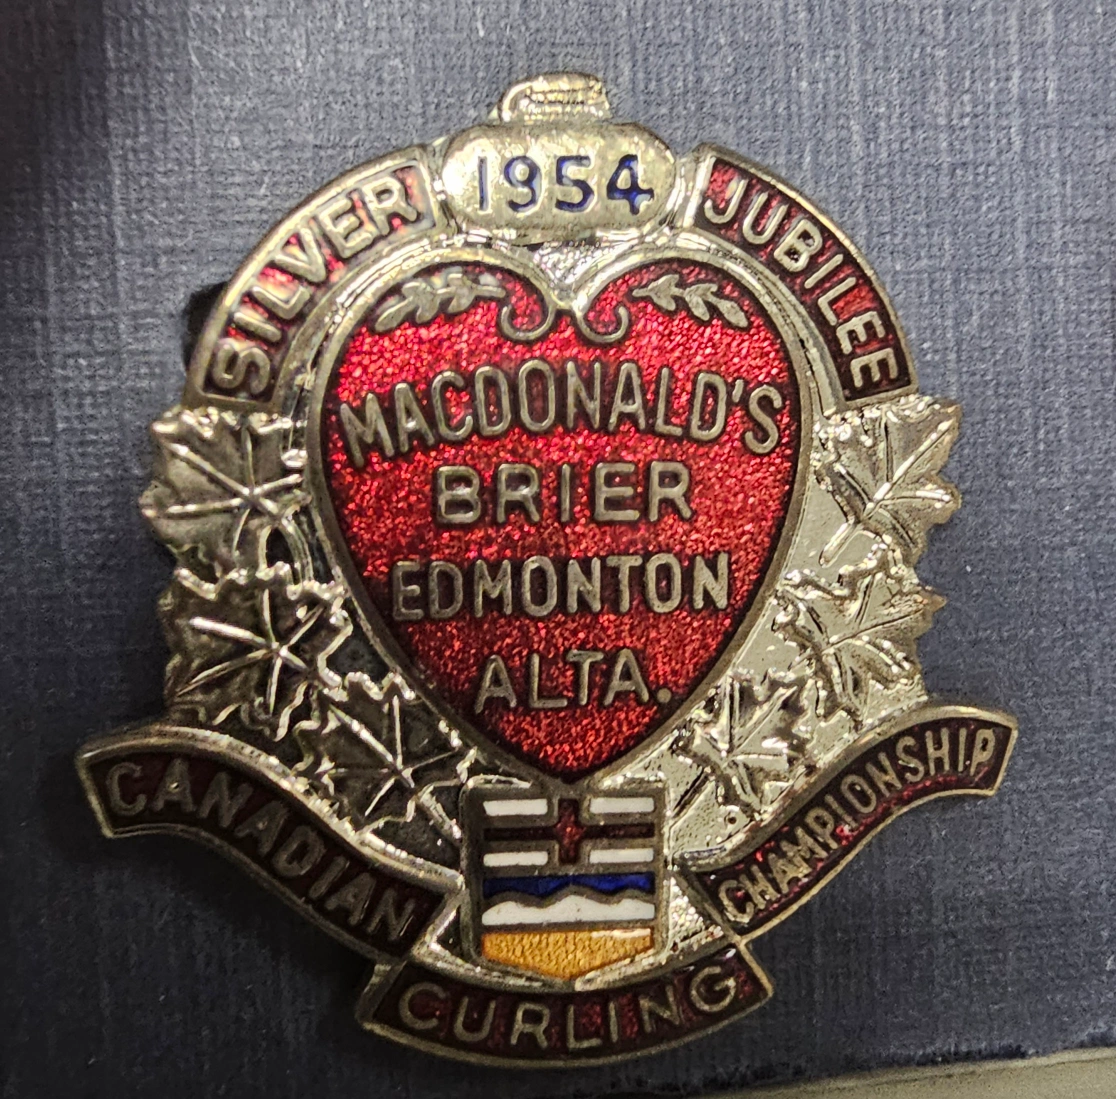 1954
SILVER JUBILEE
MACDONALD'S
BRIER
EDMONTON
ALTA.
CANADIAN
CURLING
CHAMPIONSHIP